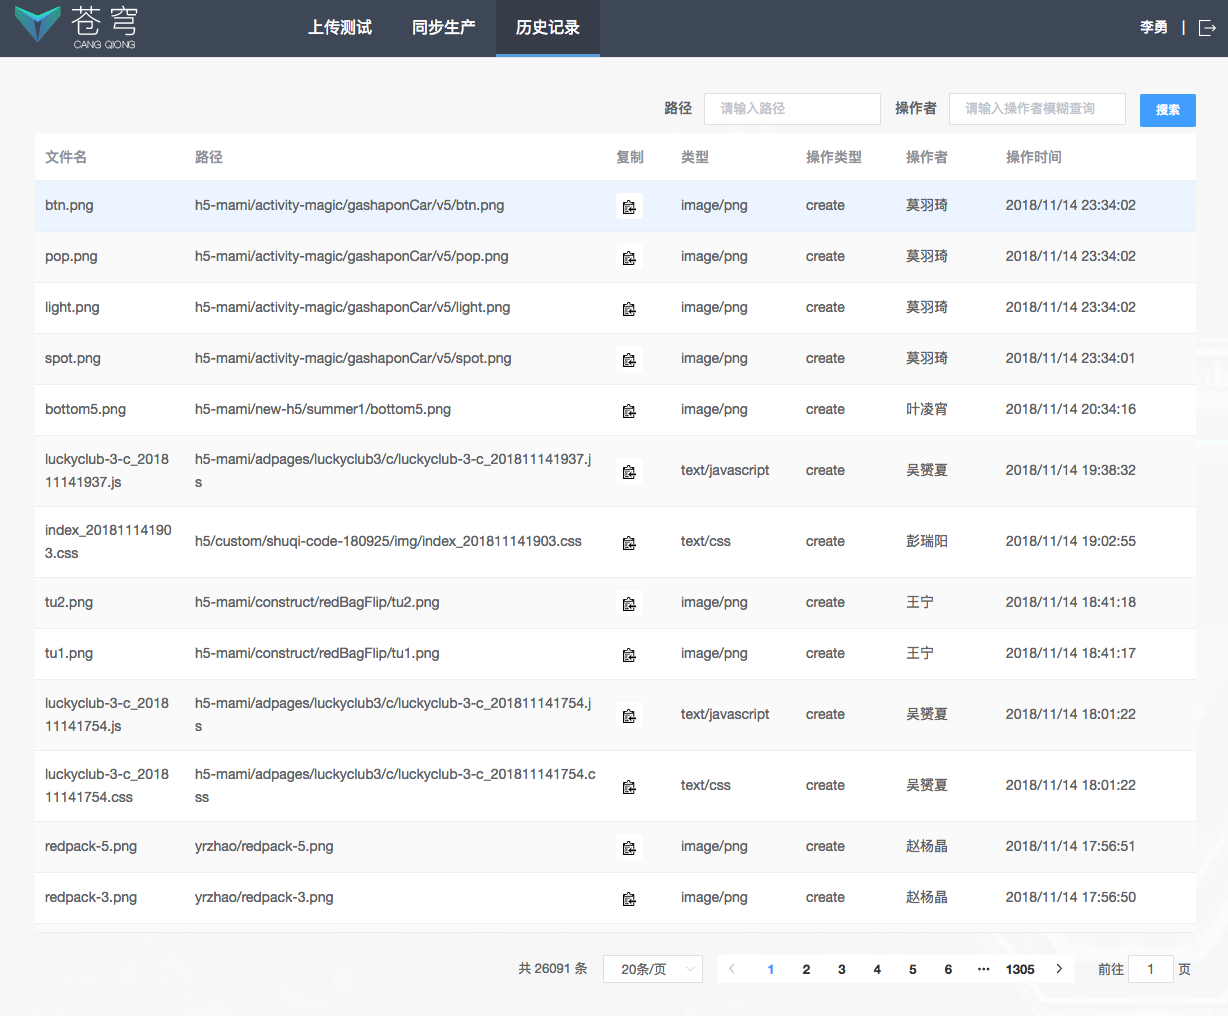 苍穹
CANG QIONG
上传测试 同步生产 历史记录
李勇 |
路径 请输入路径 操作者 请输入操作者模糊查询 搜索
文件名 路径 复制 类型 操作类型 操作者 操作时间
btn.png h5-mami/activity-magic/gashaponCar/v5/btn.png image/png create 莫羽琦 2018/11/14 23:34:02
pop.png h5-mami/activity-magic/gashaponCar/v5/pop.png image/png create 莫羽琦 2018/11/14 23:34:02
light.png h5-mami/activity-magic/gashaponCar/v5/light.png image/png create 莫羽琦 2018/11/14 23:34:02
spot.png h5-mami/activity-magic/gashaponCar/v5/spot.png image/png create 莫羽琦 2018/11/14 23:34:01
bottom5.png h5-mami/new-h5/summer1/bottom5.png image/png create 叶凌宵 2018/11/14 20:34:16
luckyclub-3-c_2018 h5-mami/adpages/luckyclub3/c/luckyclub-3-c_201811141937.j
11141937.js s text/javascript create 吴赟夏 2018/11/14 19:38:32
index_20181114190
3.css h5/custom/shuqi-code-180925/img/index_201811141903.css text/css create 彭瑞阳 2018/11/14 19:02:55
tu2.png h5-mami/construct/redBagFlip/tu2.png image/png create 王宁 2018/11/14 18:41:18
tu1.png h5-mami/construct/redBagFlip/tu1.png image/png create 王宁 2018/11/14 18:41:17
luckyclub-3-c_2018 h5-mami/adpages/luckyclub3/c/luckyclub-3-c_201811141754.j
11141754.js s text/javascript create 吴赟夏 2018/11/14 18:01:22
luckyclub-3-c_2018 h5-mami/adpages/luckyclub3/c/luckyclub-3-c_201811141754.c
11141754.css ss text/css create 吴赟夏 2018/11/14 18:01:22
redpack-5.png yrzhao/redpack-5.png image/png create 赵杨晶 2018/11/14 17:56:51
redpack-3.png yrzhao/redpack-3.png image/png create 赵杨晶 2018/11/14 17:56:50
共 26091 条 20条/页 < 1 2 3 4 5 6 ··· 1305 > 前往 1 页